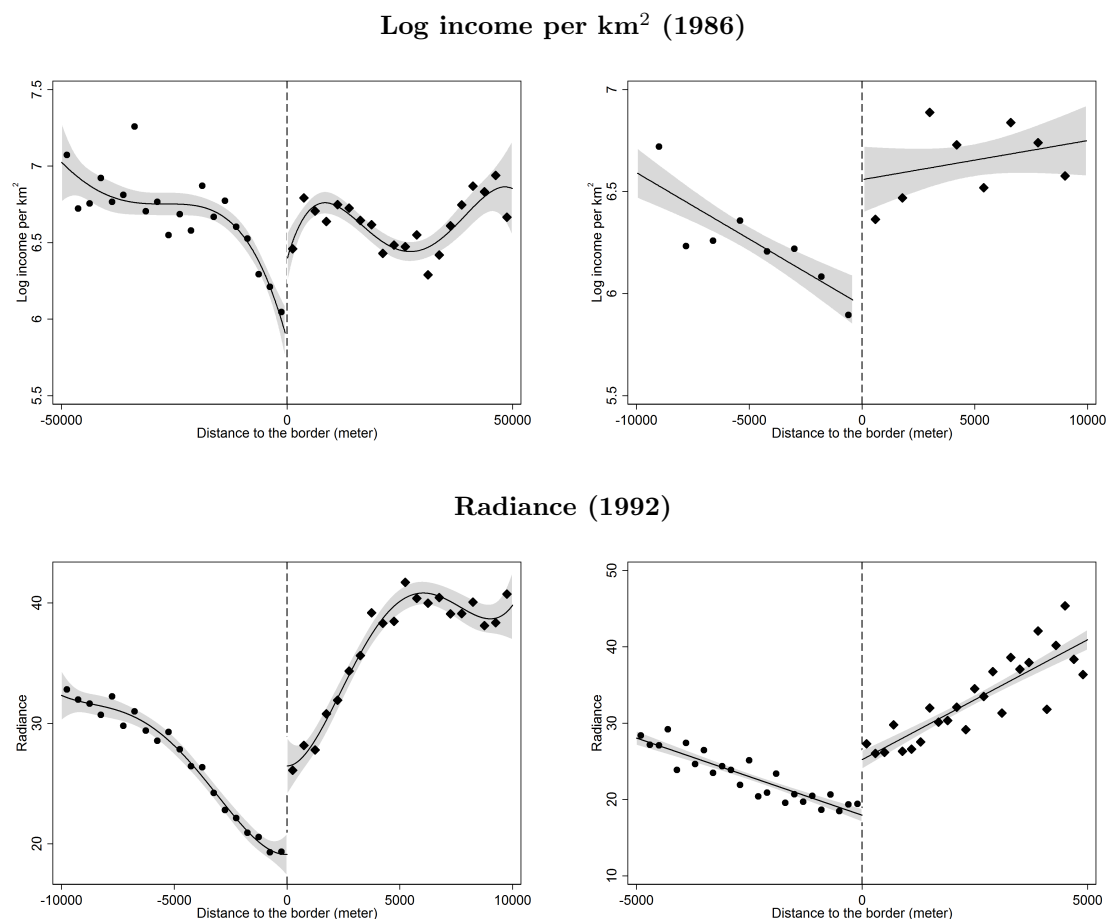 Log income per km² (1986)
Log income per km²
7.5
7
6.5
6
5.5
-50000 0 50000
Distance to the border (meter)
Log income per km²
7
6.5
6
5.5
-10000 -5000 0 5000 10000
Distance to the border (meter)
Radiance (1992)
Radiance
40
30
20
-10000 -5000 0 5000 10000
Distance to the border (meter)
Radiance
50
40
30
20
10
-5000 0 5000
Distance to the border (meter)